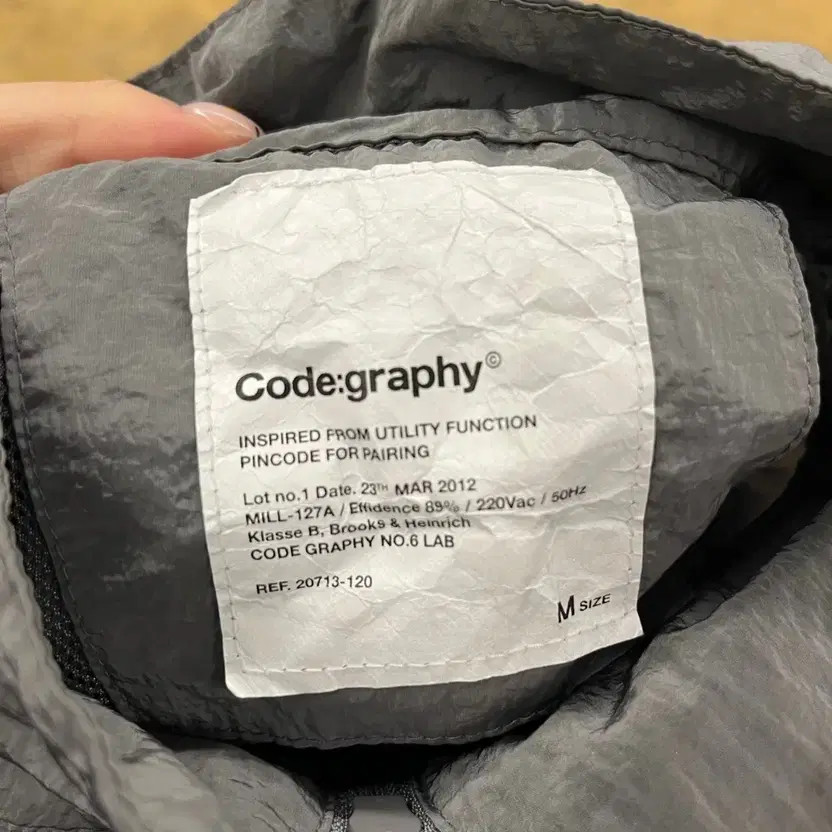 Code:graphy©
INSPIRED FROM UTILITY FUNCTION
PINCODE FOR PAIRING
Lot no.1 Date. 23TH MAR 2012
MILL-127A / Effidence 89% / 220Vac / 50Hz
Klasse B, Brooks & Heinrich
CODE GRAPHY NO.6 LAB
REF. 20713-120
M SIZE